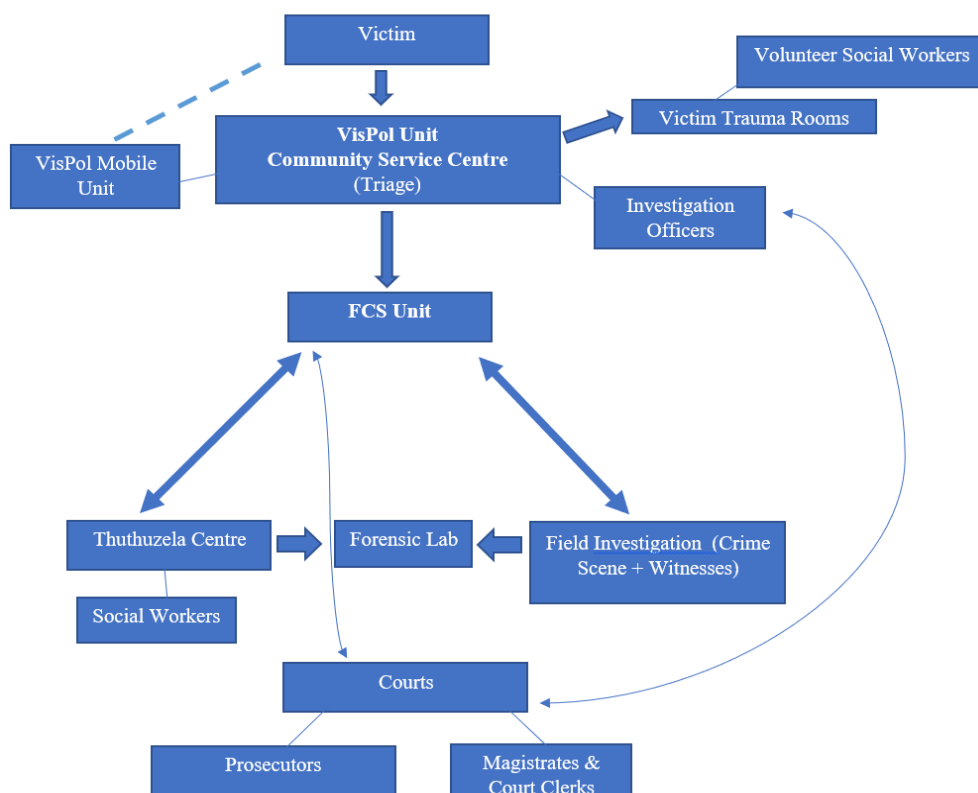 Victim
Volunteer Social Workers
Victim Trauma Rooms
VisPol Unit
Community Service Centre
(Triage)
VisPol Mobile
Unit
Investigation
Officers
FCS Unit
Thuthuzela Centre
Forensic Lab
Field Investigation (Crime
Scene + Witnesses)
Social Workers
Courts
Prosecutors
Magistrates &
Court Clerks